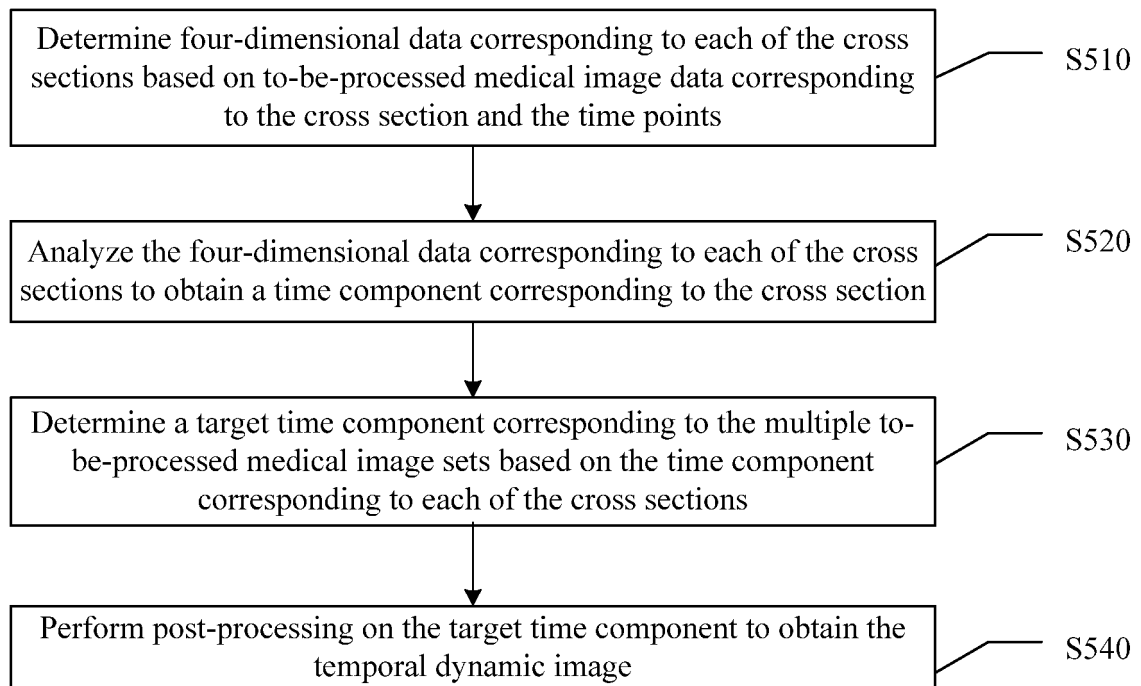 Determine four-dimensional data corresponding to each of the cross
sections based on to-be-processed medical image data corresponding
to the cross section and the time points
S510
Analyze the four-dimensional data corresponding to each of the cross
sections to obtain a time component corresponding to the cross section
S520
Determine a target time component corresponding to the multiple to-
be-processed medical image sets based on the time component
corresponding to each of the cross sections
S530
Perform post-processing on the target time component to obtain the
temporal dynamic image
S540